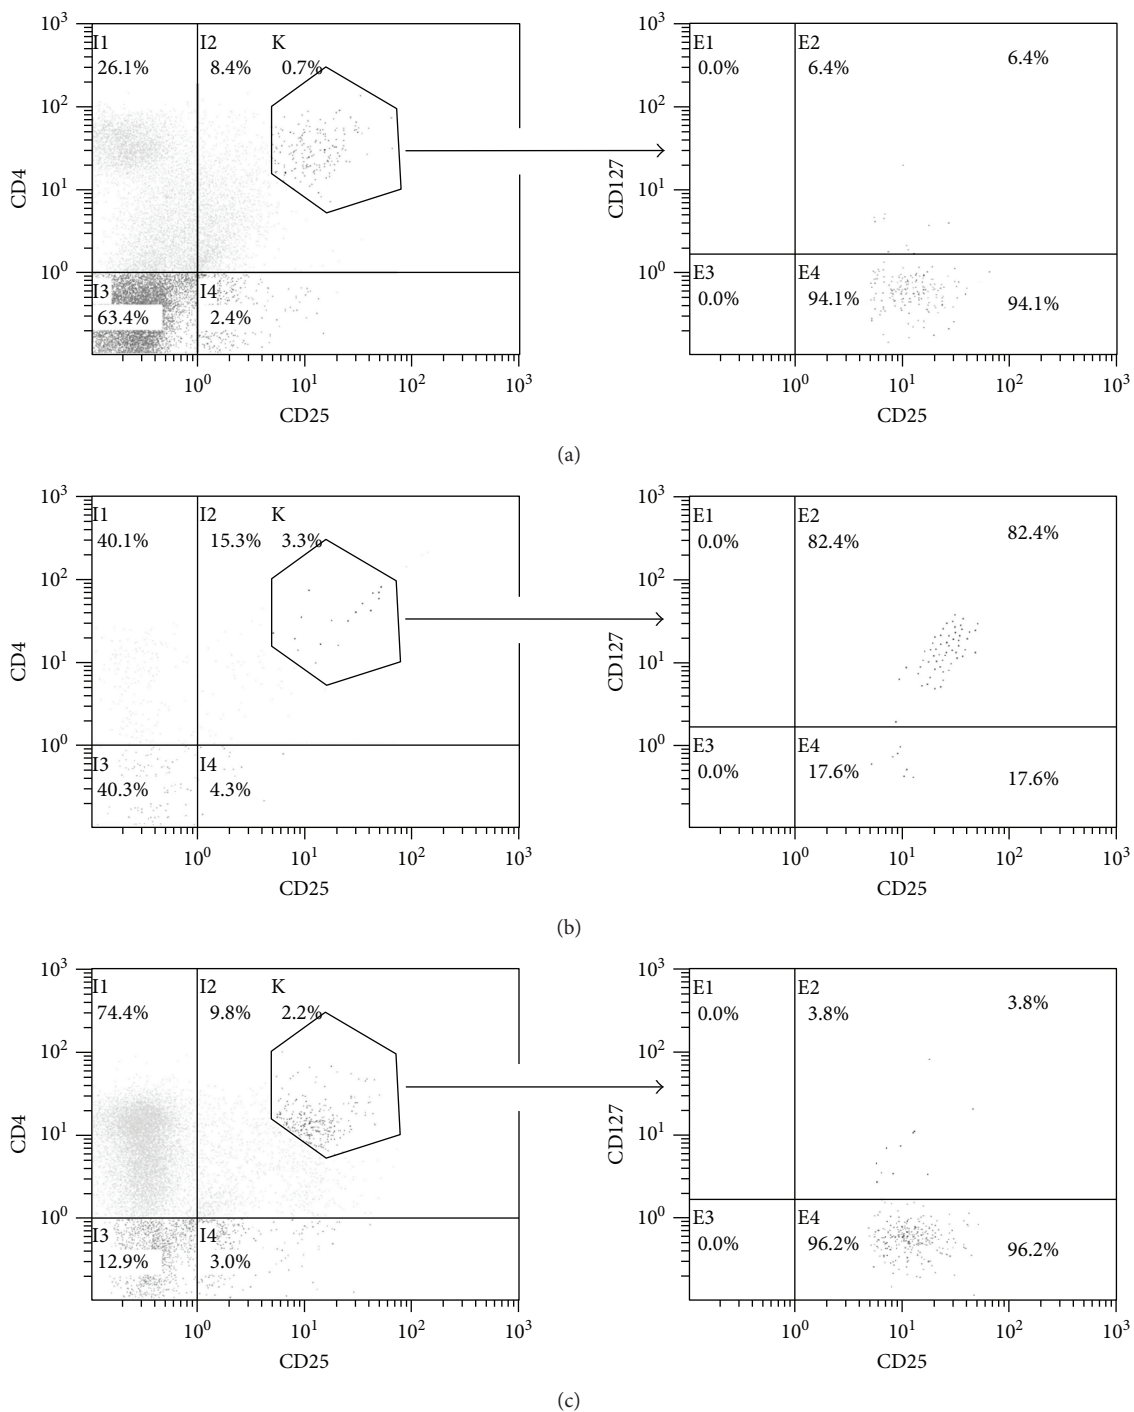 10³ 10³
I1 I2 K E1 E2
26.1% 8.4% 0.7% 0.0% 6.4% 6.4%
10² 10²
CD4 10¹ CD127 10¹
10⁰ 10⁰
I3 I4 E3 E4
63.4% 2.4% 0.0% 94.1% 94.1%
10⁰ 10¹ 10² 10³ 10⁰ 10¹ 10² 10³
CD25 CD25
(a)
10³ 10³
I1 I2 K E1 E2
40.1% 15.3% 3.3% 0.0% 82.4% 82.4%
10² 10²
CD4 10¹ CD127 10¹
10⁰ 10⁰
I3 I4 E3 E4
40.3% 4.3% 0.0% 17.6% 17.6%
10⁰ 10¹ 10² 10³ 10⁰ 10¹ 10² 10³
CD25 CD25
(b)
10³ 10³
I1 I2 K E1 E2
74.4% 9.8% 2.2% 0.0% 3.8% 3.8%
10² 10²
CD4 10¹ CD127 10¹
10⁰ 10⁰
I3 I4 E3 E4
12.9% 3.0% 0.0% 96.2% 96.2%
10⁰ 10¹ 10² 10³ 10⁰ 10¹ 10² 10³
CD25 CD25
(c)